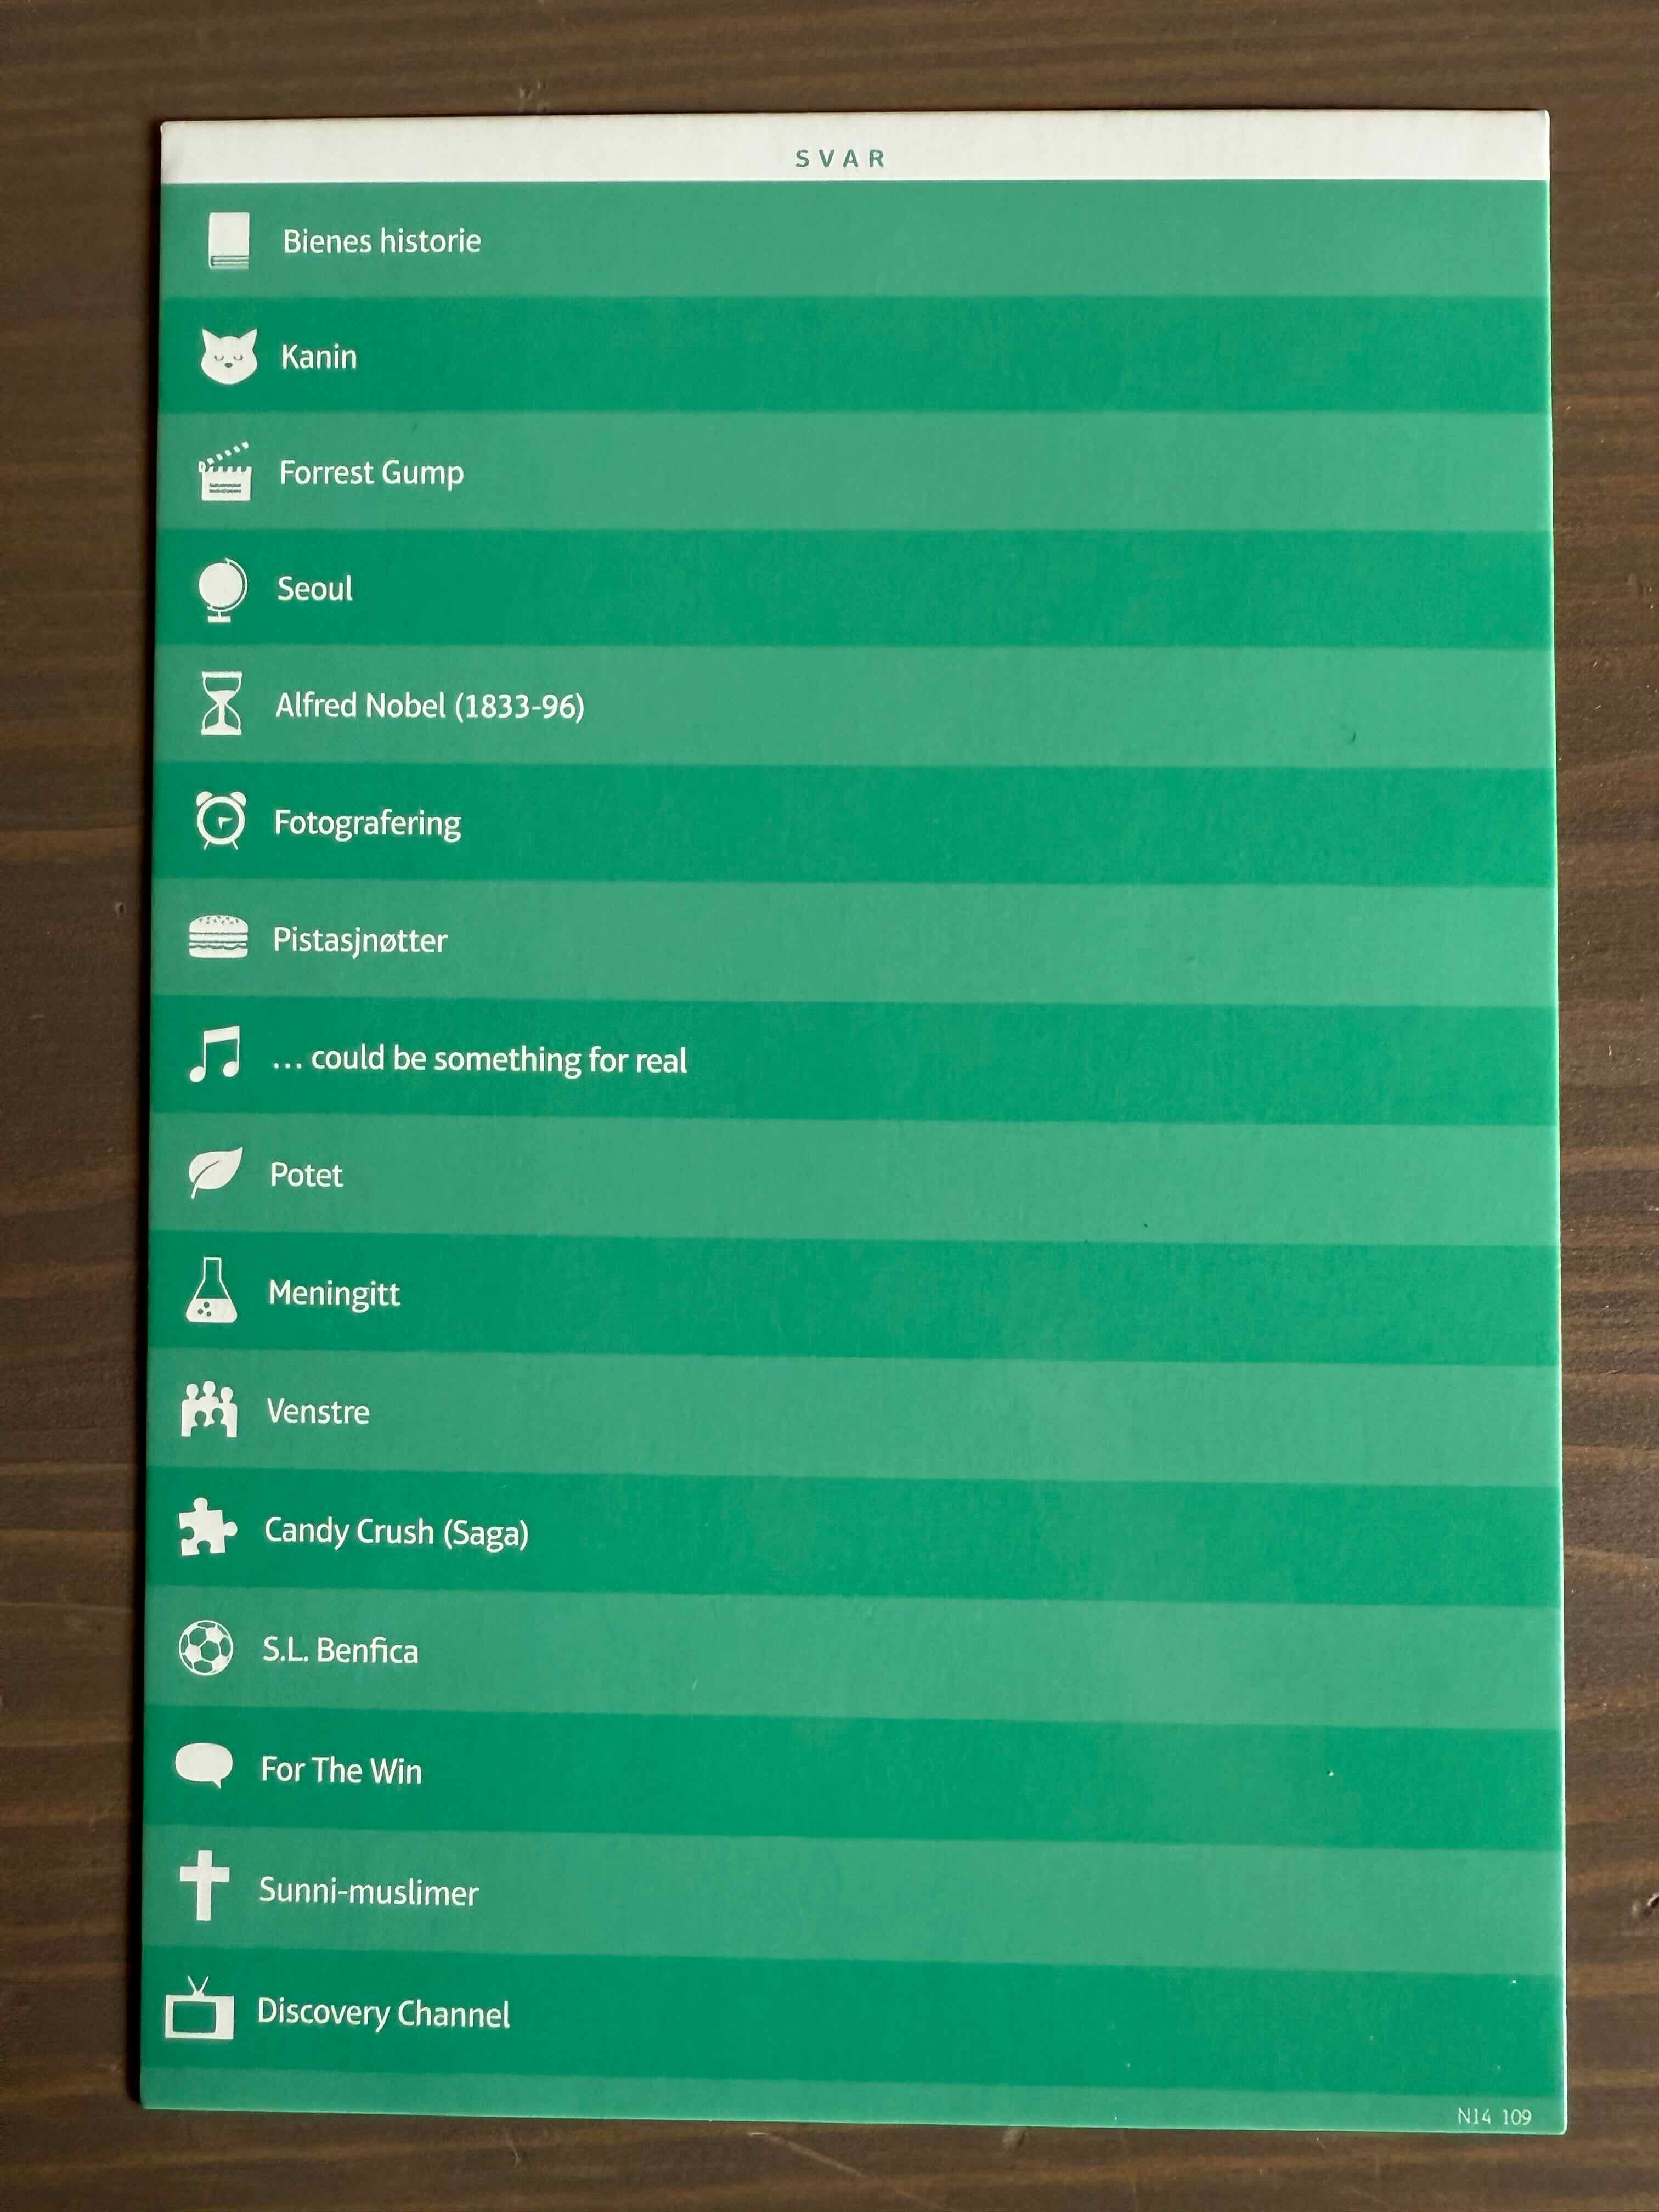 SVAR
Bienes historie
Kanin
Forrest Gump
Seoul
Alfred Nobel (1833-96)
Fotografering
Pistasjnøtter
... could be something for real
Potet
Meningitt
Venstre
Candy Crush (Saga)
S.L. Benfica
For The Win
Sunni-muslimer
Discovery Channel
N14 109